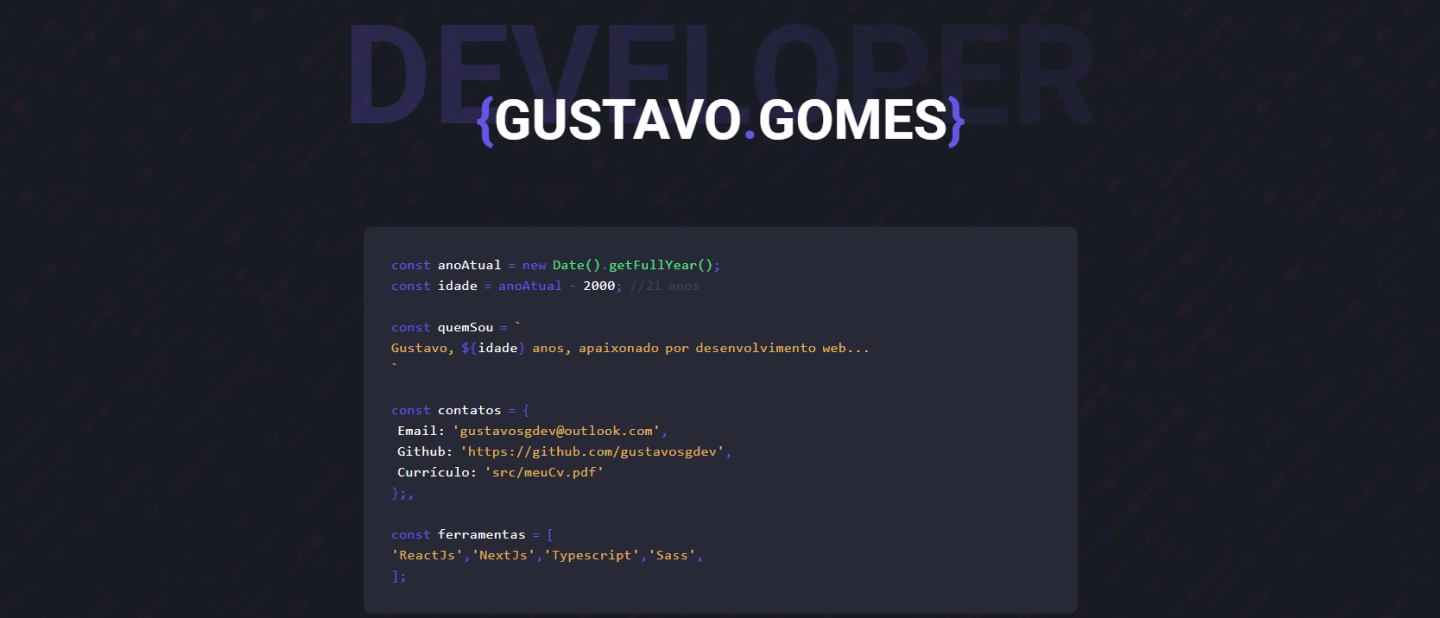 DEVELOPER
{GUSTAVO.GOMES}
const anoAtual = new Date().getFullYear();
const idade = anoAtual - 2000; //21 anos
const quemSou = `
Gustavo, ${idade} anos, apaixonado por desenvolvimento web...
`
const contatos = {
Email: 'gustavosgdev@outlook.com',
Github: 'https://github.com/gustavosgdev',
Currículo: 'src/meuCv.pdf'
};,
const ferramentas = [
'ReactJs','NextJs','Typescript','Sass',
];